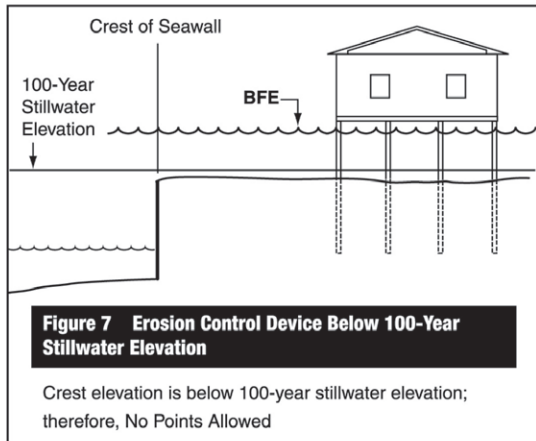 Crest of Seawall
100-Year
Stillwater
Elevation
BFE
Figure 7 Erosion Control Device Below 100-Year
Stillwater Elevation
Crest elevation is below 100-year stillwater elevation;
therefore, No Points Allowed